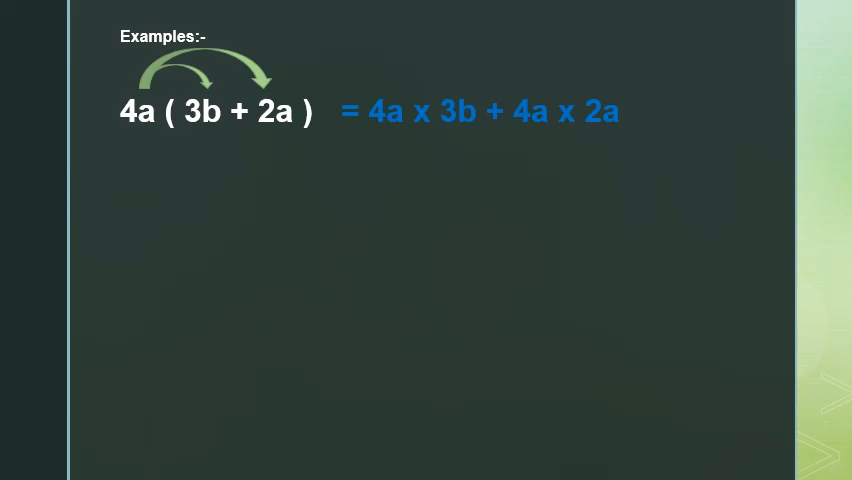 Examples:-
4a ( 3b + 2a ) = 4a x 3b + 4a x 2a